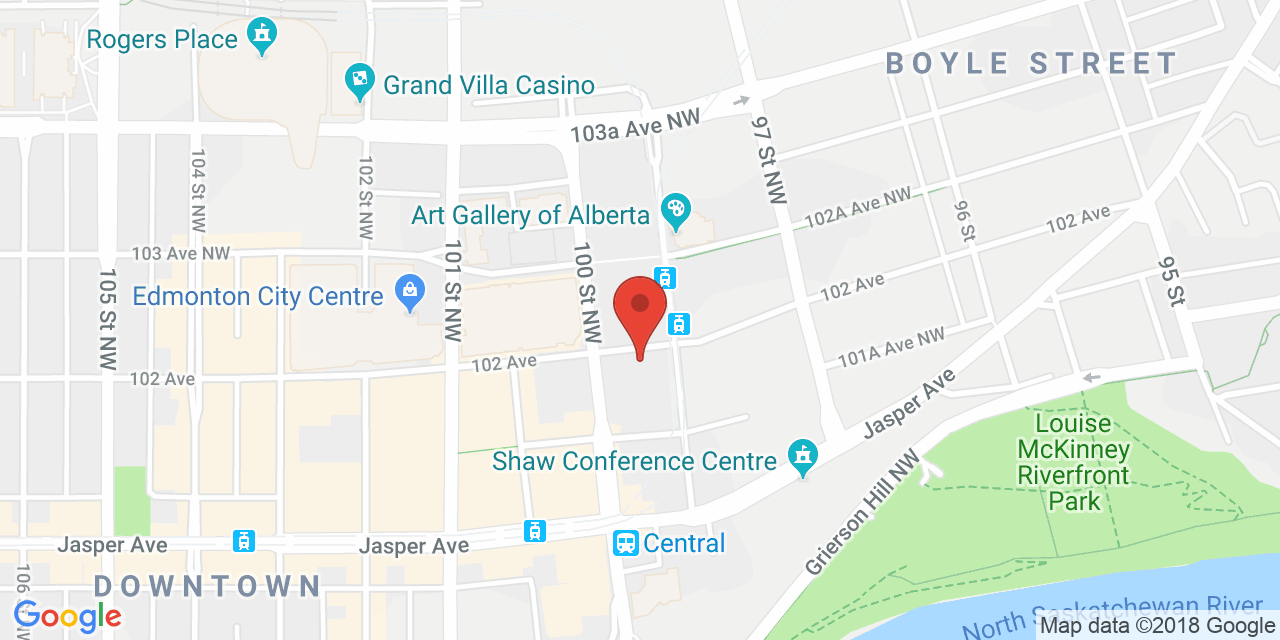 Rogers Place
BOYLE STREET
Grand Villa Casino
103a Ave NW
97 St NW
104 St NW
102 St NW
Art Gallery of Alberta
102A Ave NW
96 St
102 Ave
103 Ave NW
101 St NW
100 St NW
105 St NW
95 St
Edmonton City Centre
102 Ave
101A Ave NW
102 Ave
102 Ave
Jasper Ave
Louise
McKinney
Riverfront
Park
Shaw Conference Centre
Grierson Hill NW
Jasper Ave
Jasper Ave
Central
DOWNTOWN
106 St NW
Google
North Saskatchewan River
Map data ©2018 Google